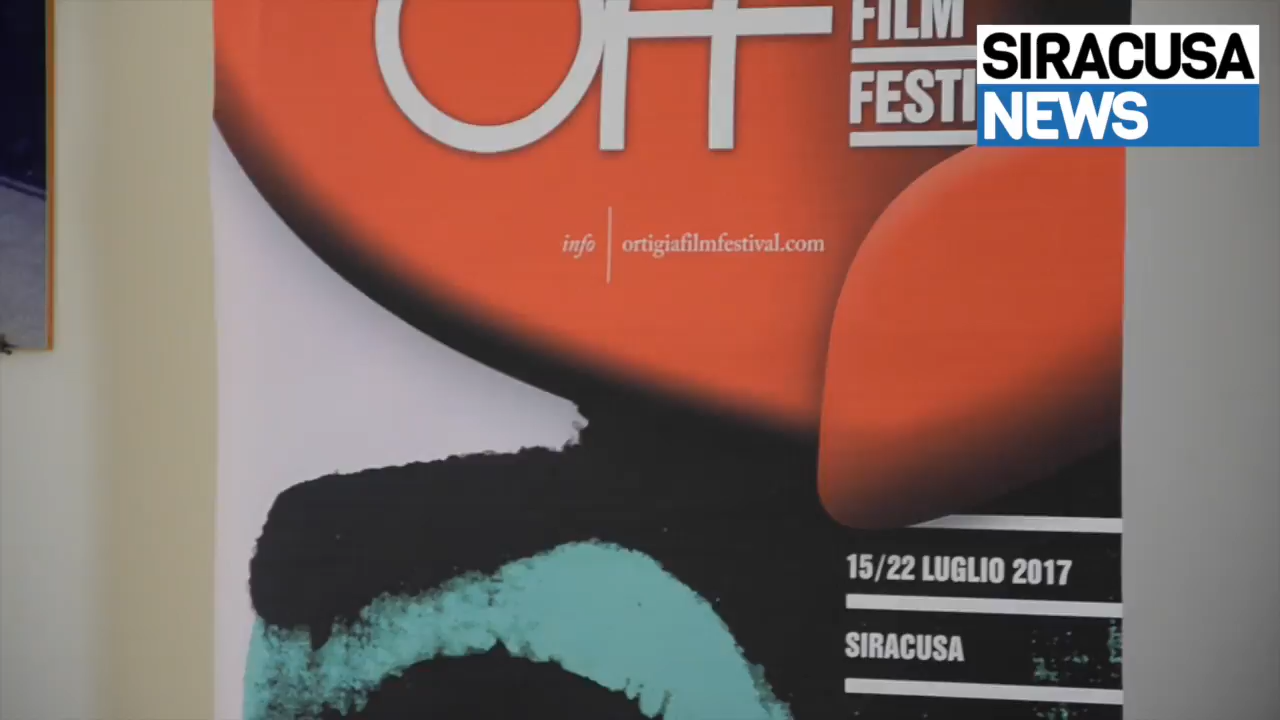 OFF
FILM
FESTI
SIRACUSA
NEWS
info ortigiafilmfestival.com
15/22 LUGLIO 2017
SIRACUSA